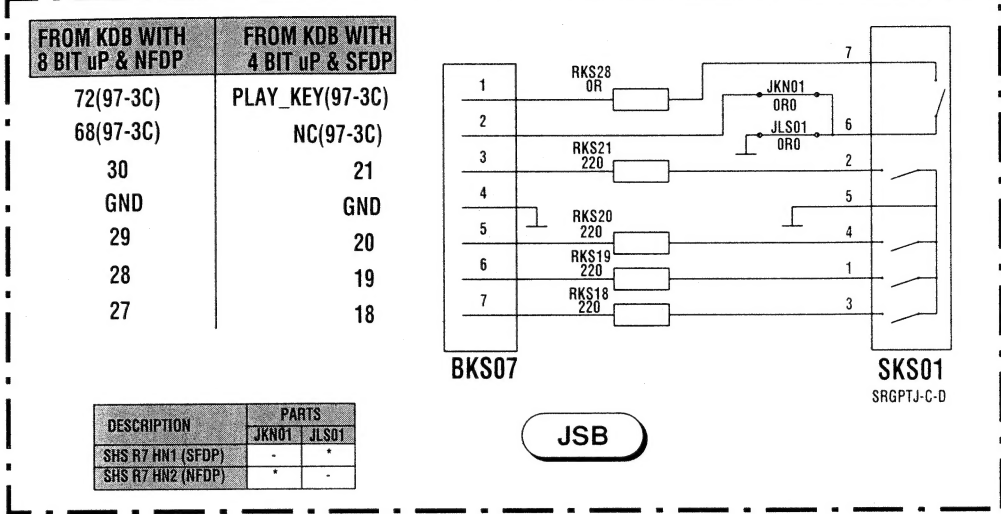 FROM KDB WITH
8 BIT uP & NFDP
FROM KDB WITH
4 BIT uP & SFDP
72(97-3C) PLAY_KEY(97-3C)
68(97-3C) NC(97-3C)
30 21
GND GND
29 20
28 19
27 18
1
2
3
4
5
6
7
BKS07
RKS28
0R
RKS21
220
RKS20
220
RKS19
220
RKS18
220
JKN01
0R0
JLS01
0R0
7
6
2
5
4
1
3
SKS01
SRGPTJ-C-D
JSB
DESCRIPTION PARTS
JKN01 JLS01
SHS R7 HN1 (SFDP) - *
SHS R7 HN2 (NFDP) * -